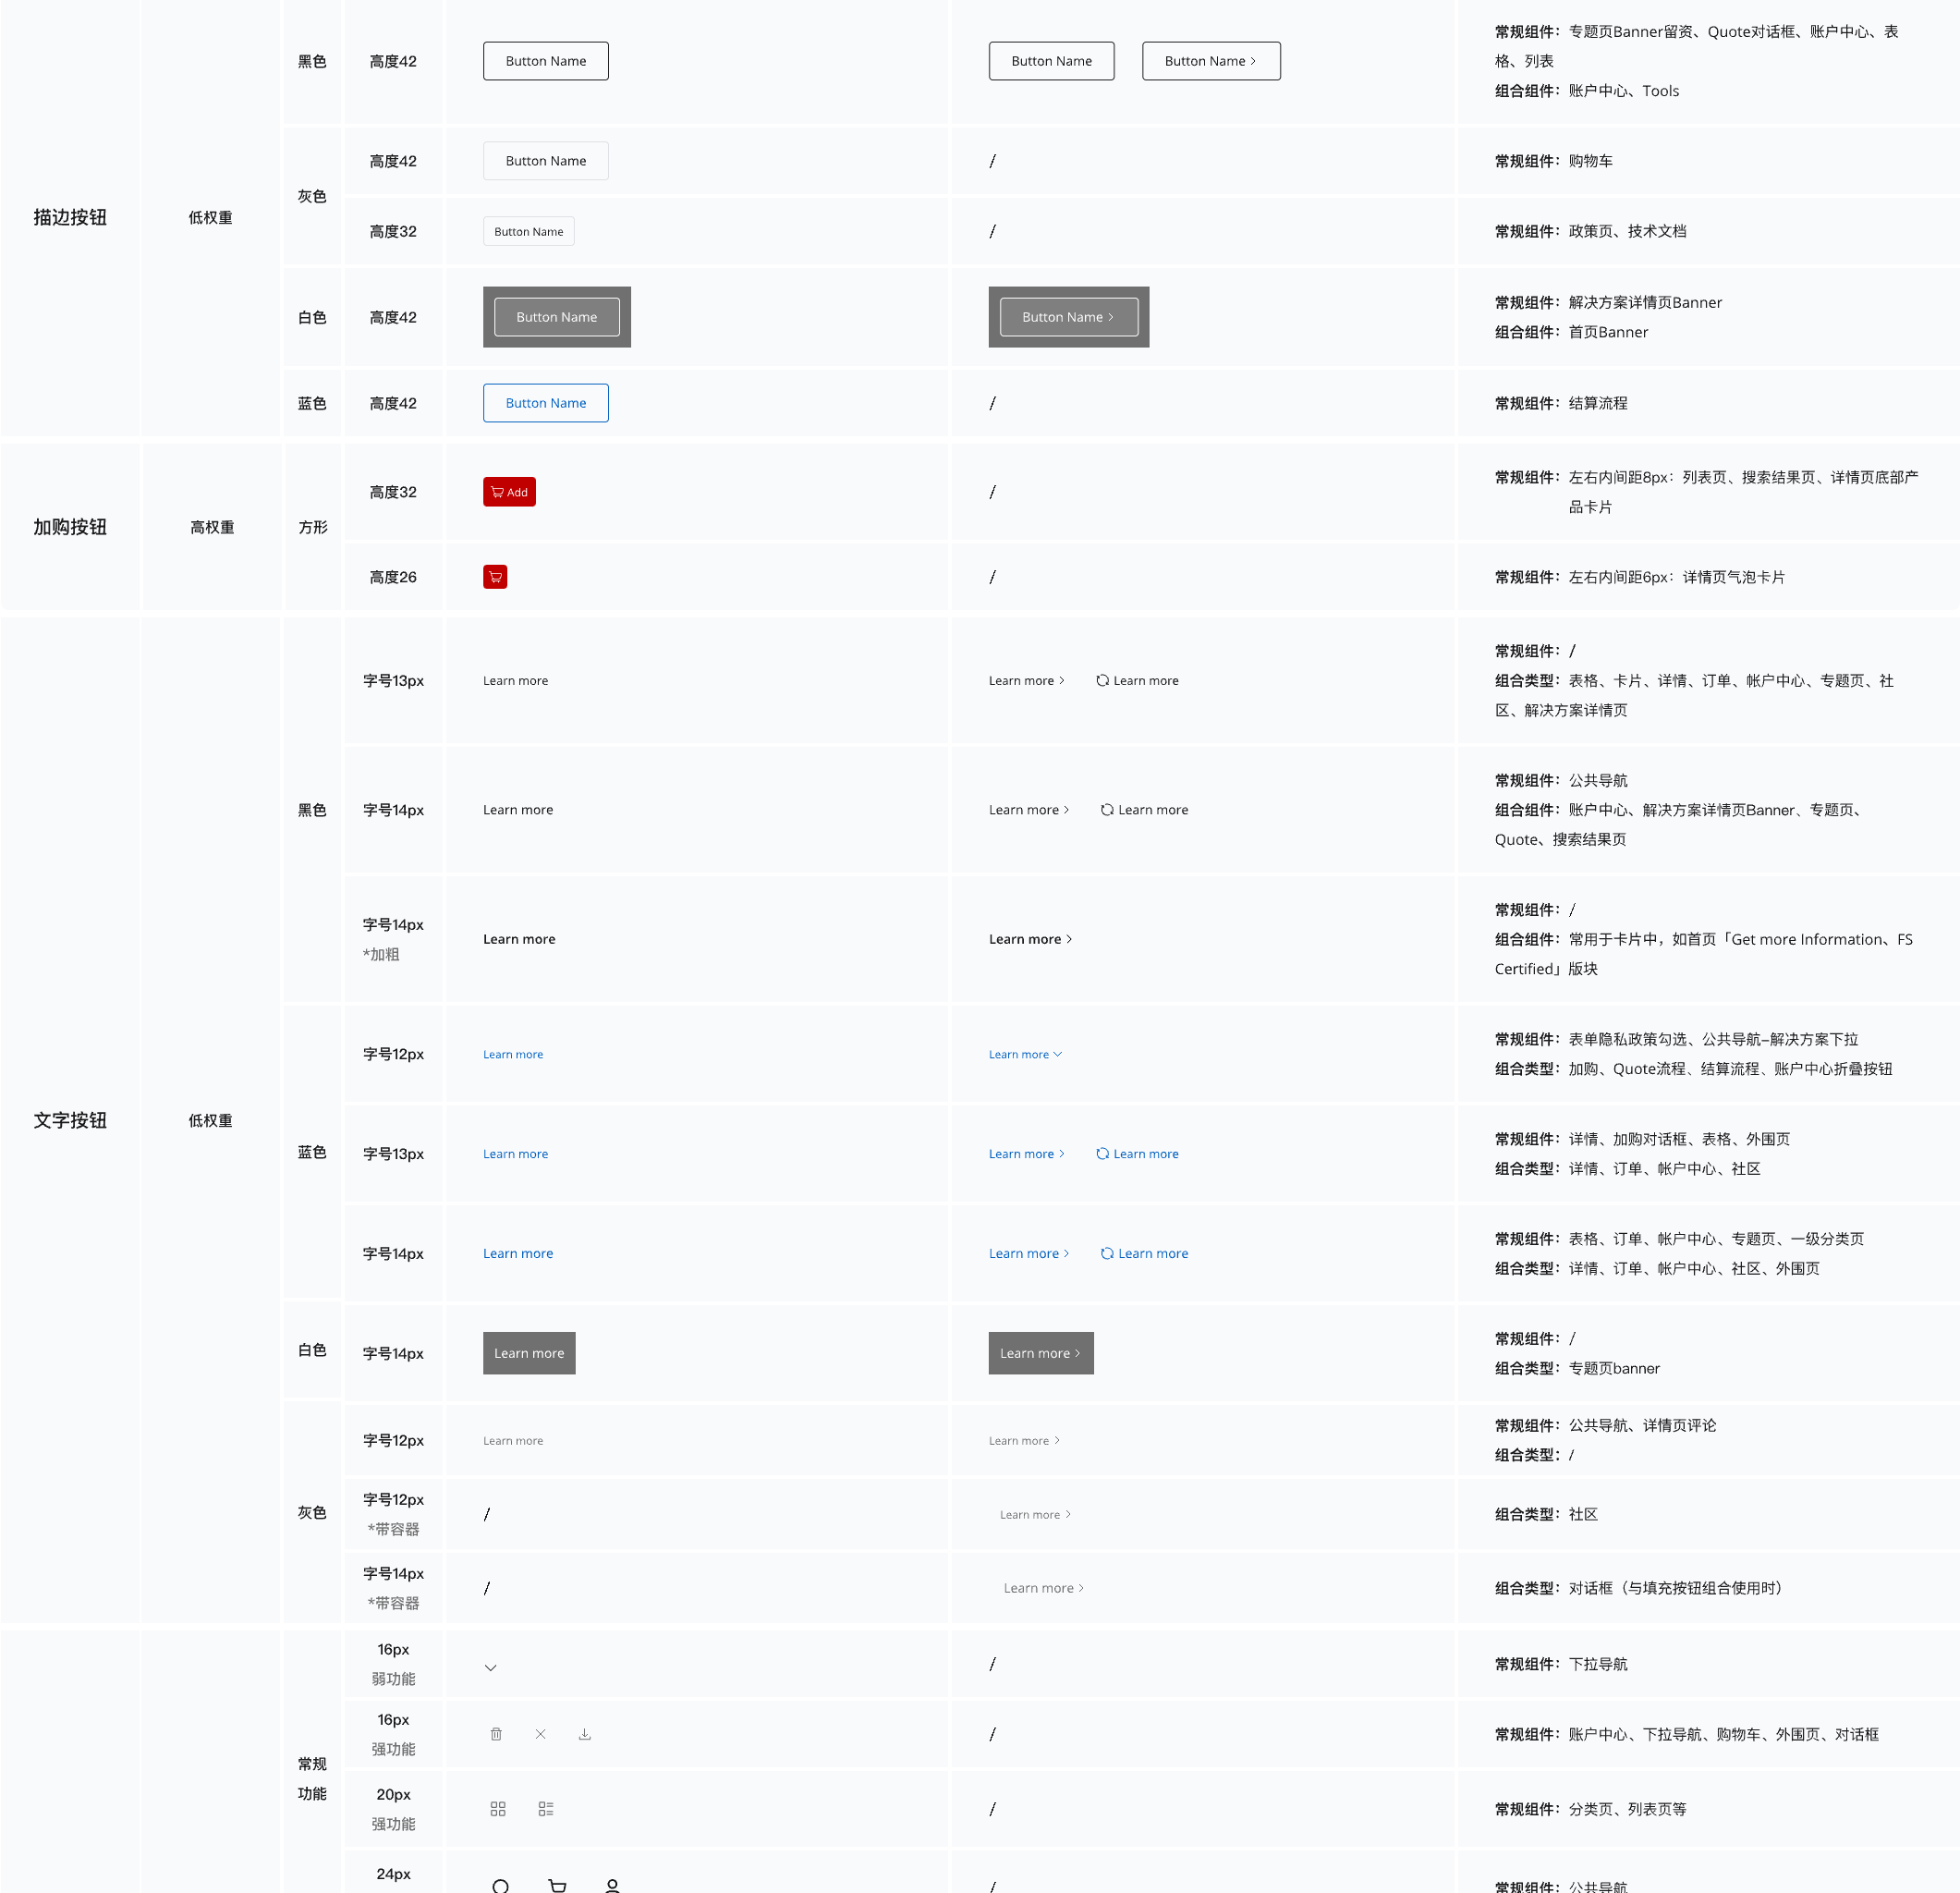 描边按钮
低权重
黑色
高度42
Button Name
Button Name
Button Name
常规组件：专题页Banner留资、Quote对话框、账户中心、表
格、列表
组合组件：账户中心、Tools
灰色
高度42
Button Name
/
常规组件：购物车
高度32
Button Name
/
常规组件：政策页、技术文档
白色
高度42
Button Name
Button Name
常规组件：解决方案详情页Banner
组合组件：首页Banner
蓝色
高度42
Button Name
/
常规组件：结算流程
加购按钮
高权重
方形
高度32
Add
/
常规组件：左右内间距8px：列表页、搜索结果页、详情页底部产
品卡片
高度26
/
常规组件：左右内间距6px：详情页气泡卡片
文字按钮
低权重
黑色
字号13px
Learn more
Learn more
Learn more
常规组件：/
组合类型：表格、卡片、详情、订单、帐户中心、专题页、社
区、解决方案详情页
字号14px
Learn more
Learn more
Learn more
常规组件：公共导航
组合组件：账户中心、解决方案详情页Banner、专题页、
Quote、搜索结果页
字号14px
*加粗
Learn more
Learn more
常规组件：/
组合组件：常用于卡片中，如首页「Get more Information、FS
Certified」版块
蓝色
字号12px
Learn more
Learn more
常规组件：表单隐私政策勾选、公共导航-解决方案下拉
组合类型：加购、Quote流程、结算流程、账户中心折叠按钮
字号13px
Learn more
Learn more
Learn more
常规组件：详情、加购对话框、表格、外围页
组合类型：详情、订单、帐户中心、社区
字号14px
Learn more
Learn more
Learn more
常规组件：表格、订单、帐户中心、专题页、一级分类页
组合类型：详情、订单、帐户中心、社区、外围页
白色
字号14px
Learn more
Learn more
常规组件：/
组合类型：专题页banner
灰色
字号12px
Learn more
Learn more
常规组件：公共导航、详情页评论
组合类型：/
字号12px
*带容器
/
Learn more
组合类型：社区
字号14px
*带容器
/
Learn more
组合类型：对话框（与填充按钮组合使用时）
常规
功能
16px
弱功能
/
常规组件：下拉导航
16px
强功能
/
常规组件：账户中心、下拉导航、购物车、外围页、对话框
20px
强功能
/
常规组件：分类页、列表页等
24px
/
常规组件：公共导航